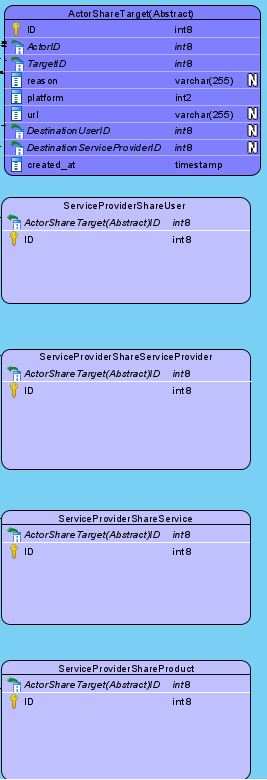 ActorShareTarget(Abstract)
ID int8
ActorID int8
TargetID int8
reason varchar(255) N
platform int2
url varchar(255) N
DestinationUserID int8 N
DestinationServiceProviderID int8 N
created_at timestamp
ServiceProviderShareUser
ActorShareTarget(Abstract)ID int8
ID int8
ServiceProviderShareServiceProvider
ActorShareTarget(Abstract)ID int8
ID int8
ServiceProviderShareService
ActorShareTarget(Abstract)ID int8
ID int8
ServiceProviderShareProduct
ActorShareTarget(Abstract)ID int8
ID int8